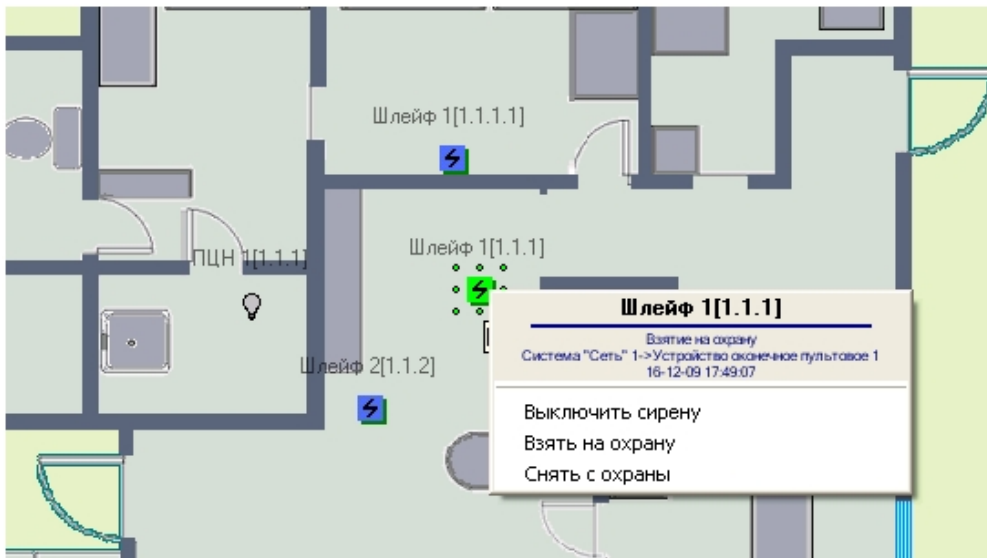 Шлейф 1[1.1.1.1]
Шлейф 1[1.1.1]
ПЦН 1[1.1.1]
Шлейф 1[1.1.1]
Взятие на охрану
Система "Сеть" 1->Устройство оконечное пультовое 1
16-12-09 17:49:07
Шлейф 2[1.1.2]
Выключить сирену
Взять на охрану
Снять с охраны